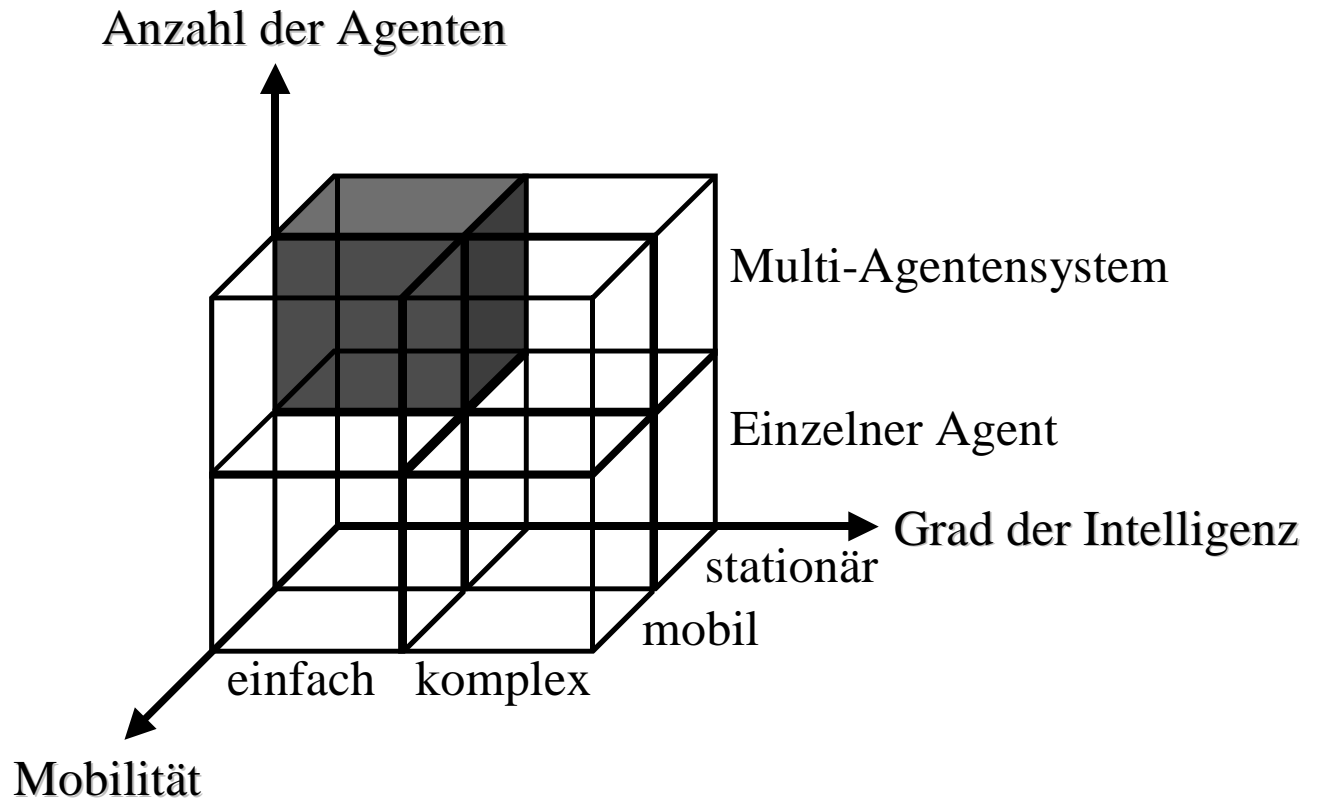 Anzahl der Agenten
Multi-Agentensystem
Einzelner Agent
Grad der Intelligenz
stationär
mobil
einfach komplex
Mobilität